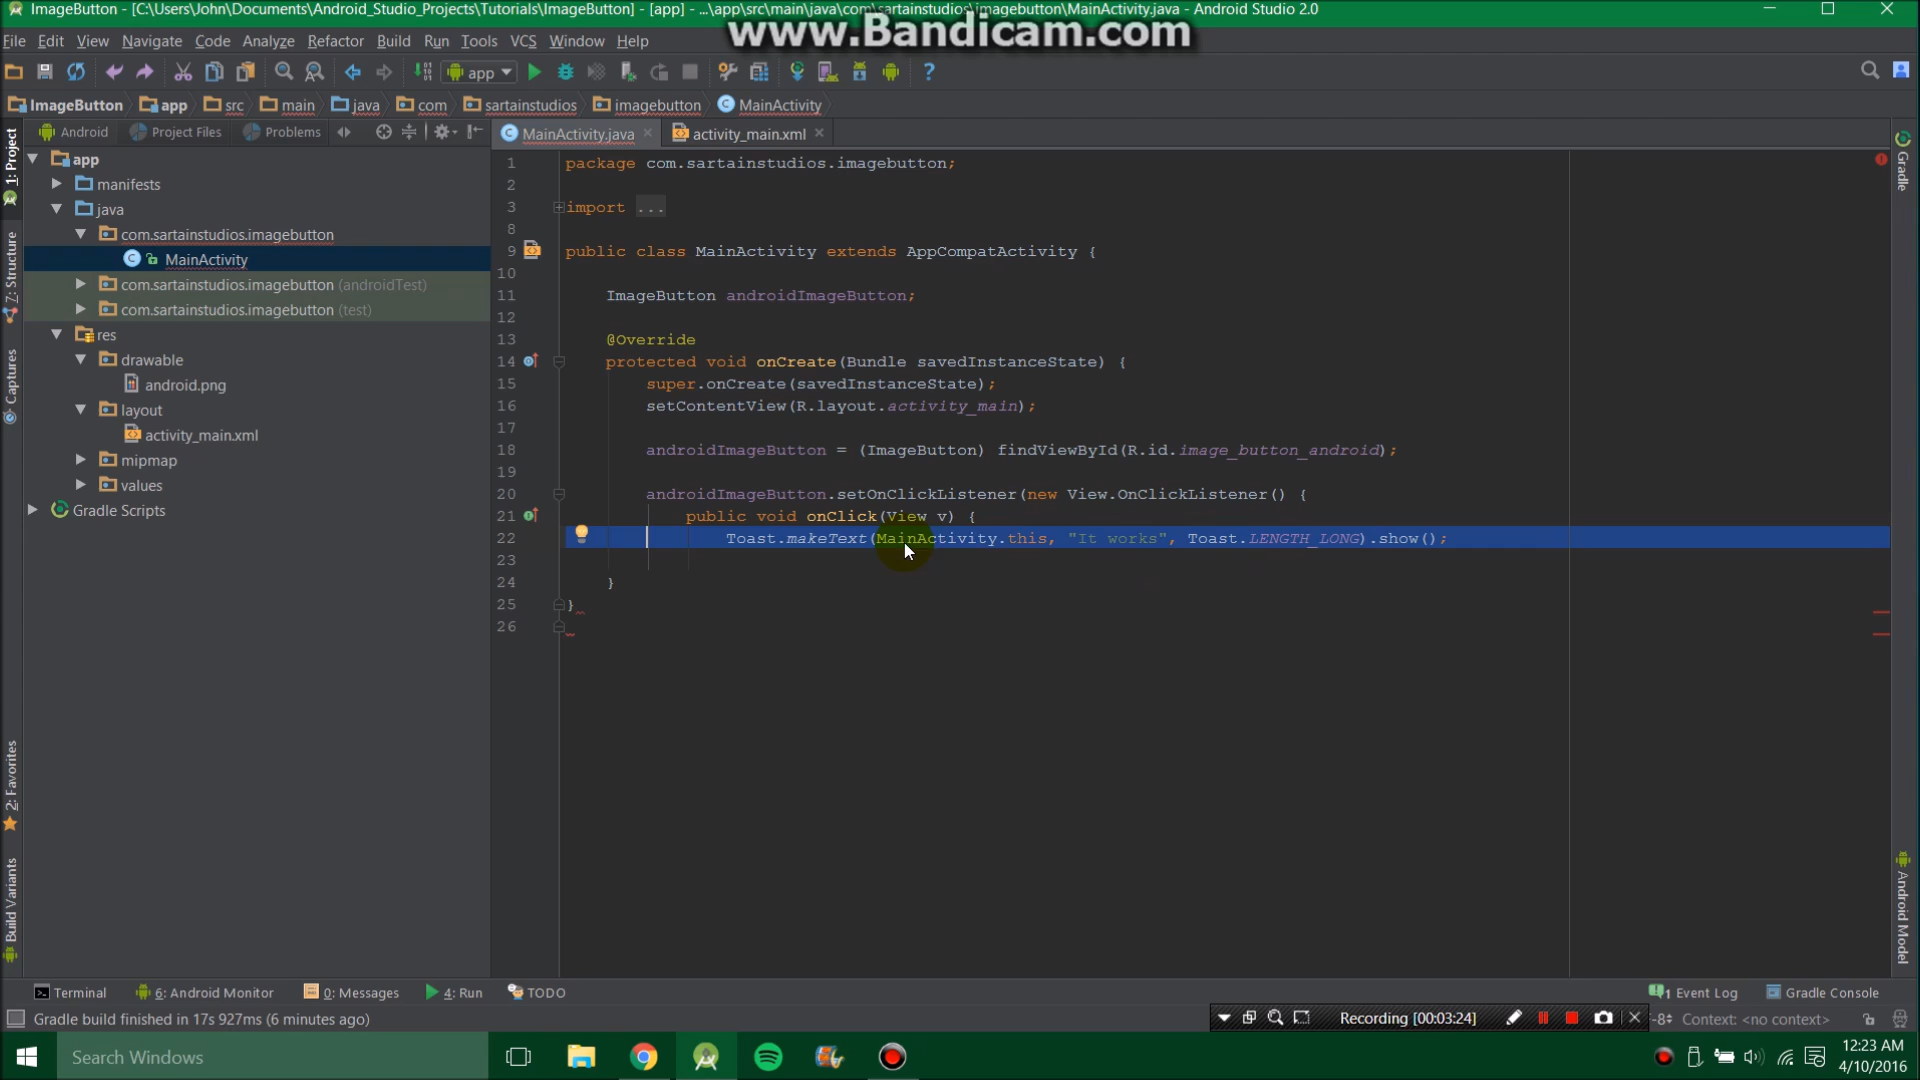 ImageButton - [C:\Users\John\Documents\Android_Studio_Projects\Tutorials\ImageButton] - [app] - ...\app\src\main\java\com\sartainstudios\imagebutton\MainActivity.java - Android Studio 2.0
www.Bandicam.com
File Edit View Navigate Code Analyze Refactor Build Run Tools VCS Window Help
app
ImageButton app src main java com sartainstudios imagebutton MainActivity
Android Project Files Problems
MainActivity.java activity_main.xml
1: Project
7: Structure
Captures
2: Favorites
Build Variants
app
manifests
java
com.sartainstudios.imagebutton
MainActivity
com.sartainstudios.imagebutton (androidTest)
com.sartainstudios.imagebutton (test)
res
drawable
android.png
layout
activity_main.xml
mipmap
values
Gradle Scripts
1 package com.sartainstudios.imagebutton;
2
3 import ...
8
9 public class MainActivity extends AppCompatActivity {
10
11 ImageButton androidImageButton;
12
13 @Override
14 protected void onCreate(Bundle savedInstanceState) {
15 super.onCreate(savedInstanceState);
16 setContentView(R.layout.activity_main);
17
18 androidImageButton = (ImageButton) findViewById(R.id.image_button_android);
19
20 androidImageButton.setOnClickListener(new View.OnClickListener() {
21 public void onClick(View v) {
22 Toast.makeText(MainActivity.this, "It works", Toast.LENGTH_LONG).show();
23
24 }
25 }
26
Gradle
Android Model
Terminal 6: Android Monitor 0: Messages 4: Run TODO
1 Event Log Gradle Console
Gradle build finished in 17s 927ms (6 minutes ago)
Recording [00:03:24]
-8 Context: <no context>
Search Windows
12:23 AM
4/10/2016